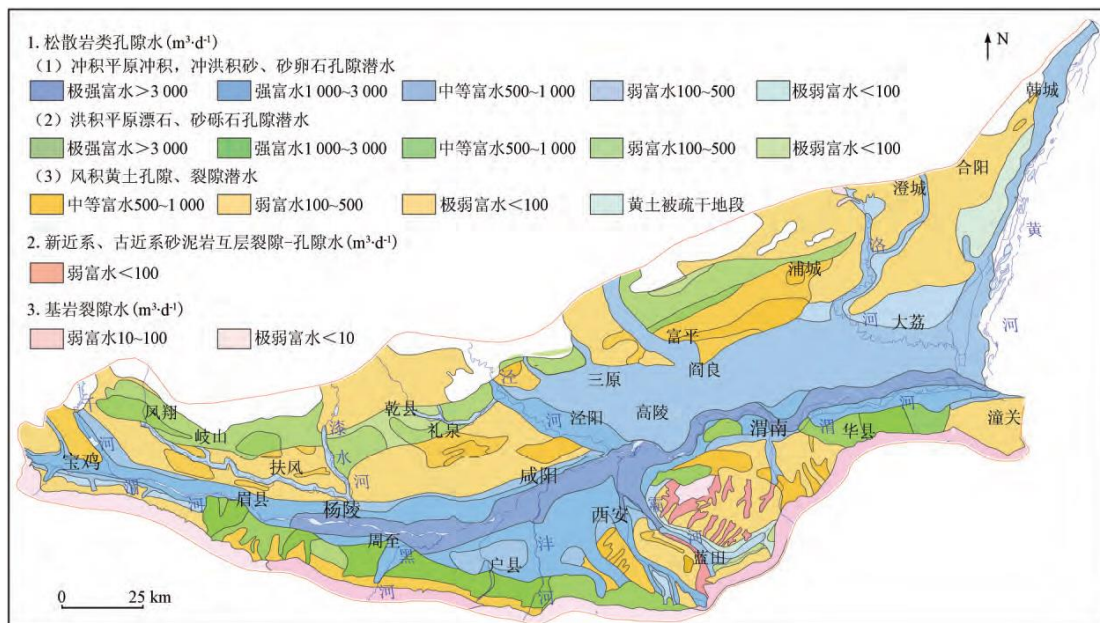 1. 松散岩类孔隙水(m³·d⁻¹)
(1)冲积平原冲积，冲洪积砂、砂卵石孔隙潜水
极强富水>3 000 强富水1 000~3 000 中等富水500~1 000 弱富水100~500 极弱富水<100
(2)洪积平原漂石、砂砾石孔隙潜水
极强富水>3 000 强富水1 000~3 000 中等富水500~1 000 弱富水100~500 极弱富水<100
(3)风积黄土孔隙、裂隙潜水
中等富水500~1 000 弱富水100~500 极弱富水<100 黄土被疏干地段
2. 新近系、古近系砂泥岩互层裂隙-孔隙水(m³·d⁻¹)
弱富水<100
3. 基岩裂隙水(m³·d⁻¹)
弱富水10~100 极弱富水<10
N
韩城
合阳
澄城
黄河
洛河
浦城
大荔
富平
阎良
三原
泾河
泾阳
高陵
乾县
礼泉
漆水河
凤翔
岐山
扶风
千河
宝鸡
渭河
眉县
杨陵
咸阳
渭南
渭河
华县
潼关
西安
灞河
蓝田
周至
黑河
户县
沣河
0 25 km